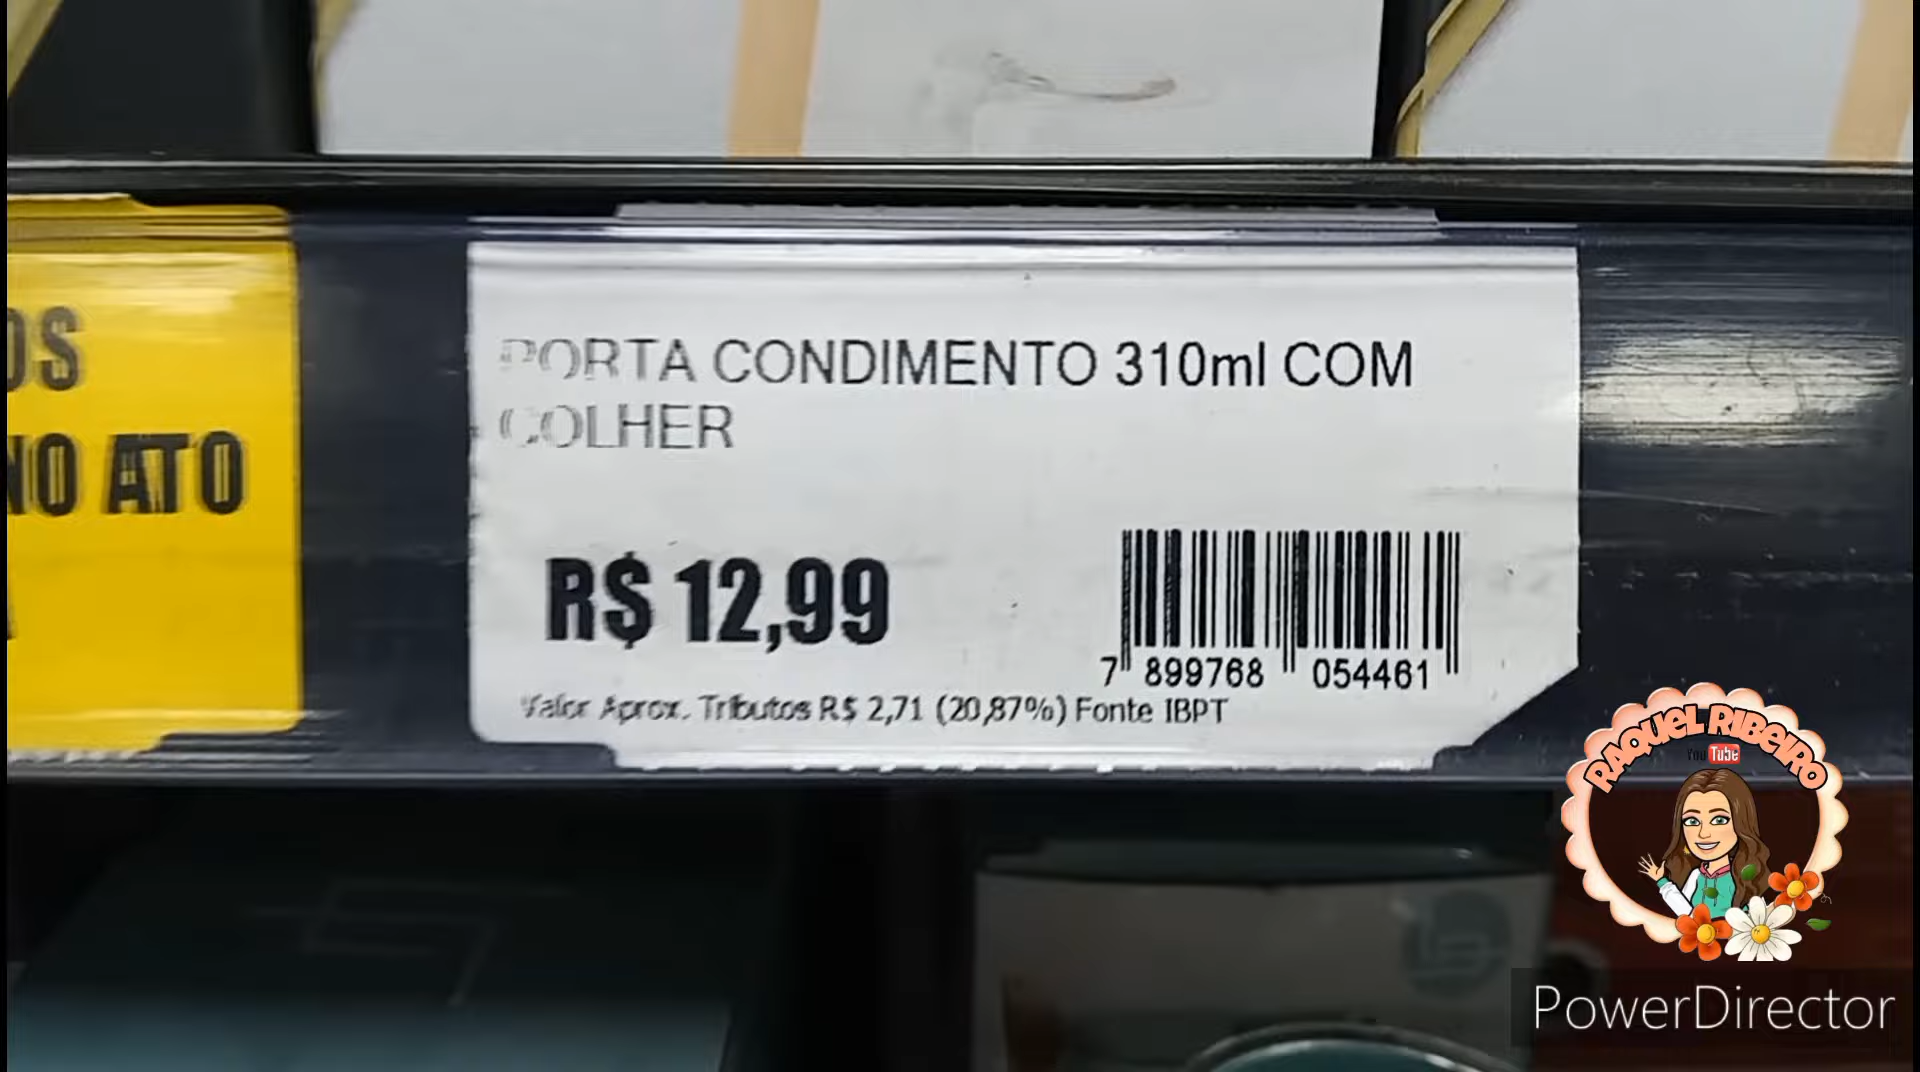 OS
NO ATO
PORTA CONDIMENTO 310ml COM
COLHER
R$ 12,99
7 899768 054461
Valor Aprox. Tributos R$ 2,71 (20,87%) Fonte IBPT
RAQUEL RIBEIRO
YouTube
PowerDirector